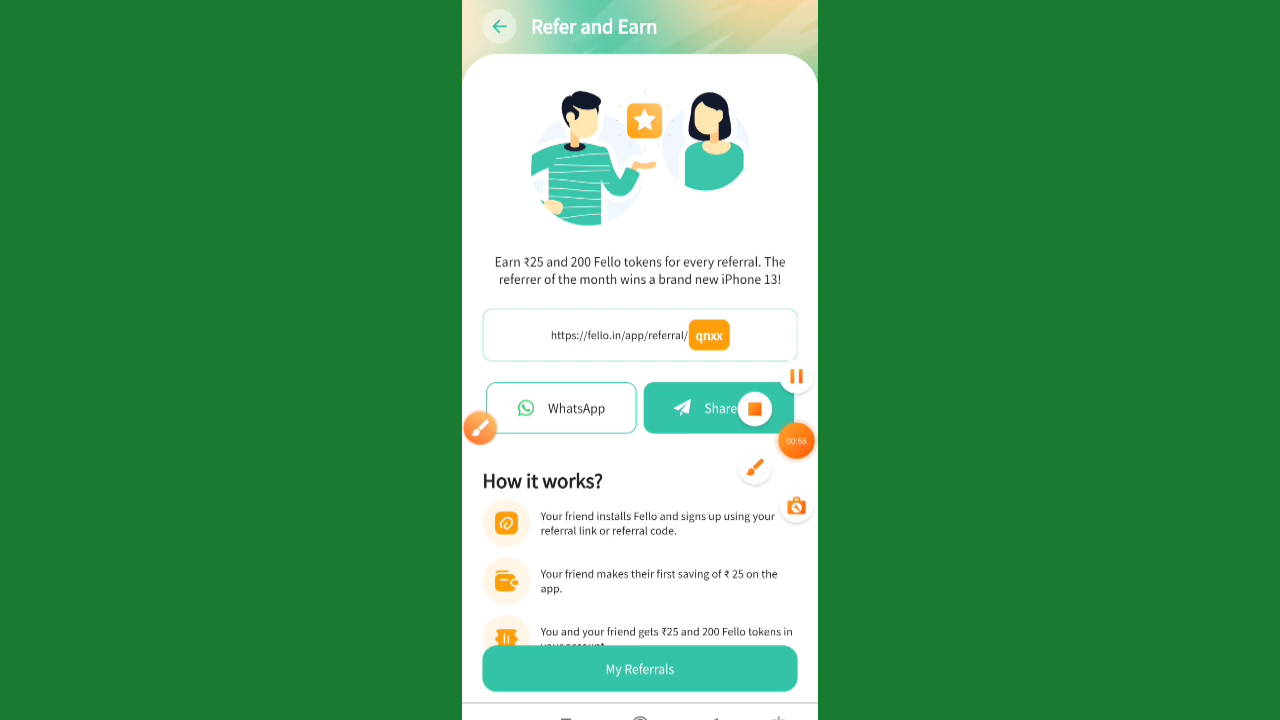 Refer and Earn
Earn ₹25 and 200 Fello tokens for every referral. The
referrer of the month wins a brand new iPhone 13!
https://fello.in/app/referral/ qnxx
WhatsApp
Share
00:58
How it works?
Your friend installs Fello and signs up using your
referral link or referral code.
Your friend makes their first saving of ₹ 25 on the
app.
You and your friend gets ₹25 and 200 Fello tokens in
My Referrals